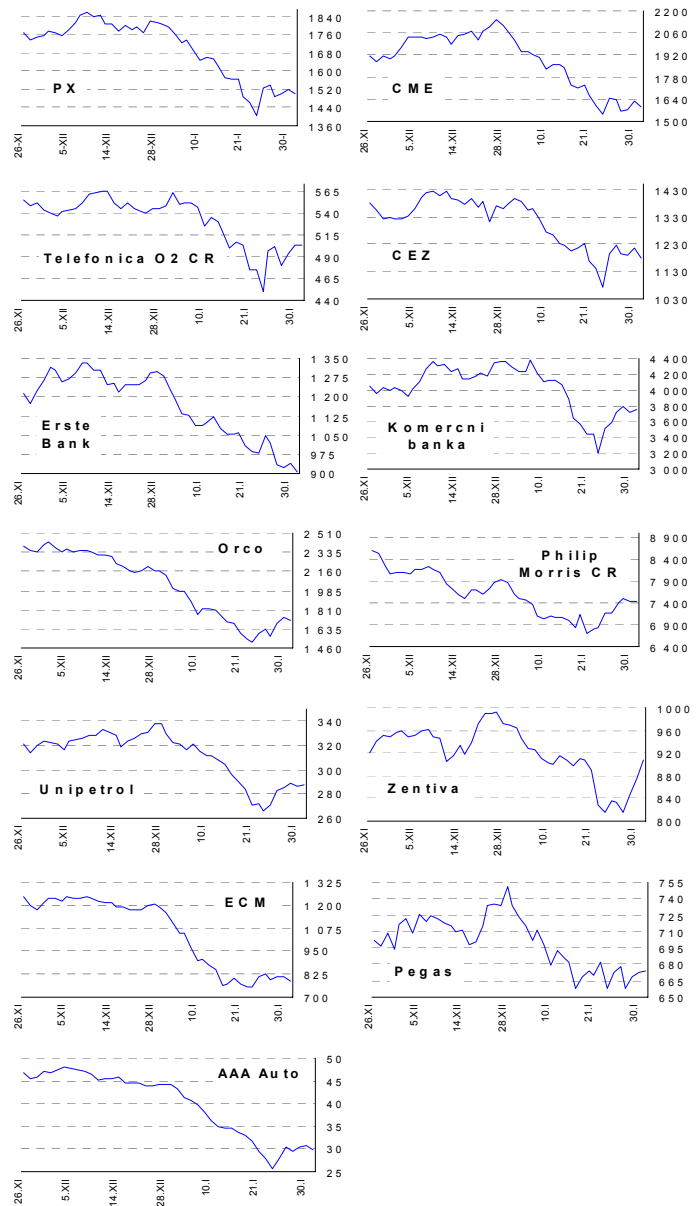 1840
1760
1680
1600
1520
1440
1360
PX
26-XI 5-XII 14-XII 28-XII 10-I 21-I 30-I
2200
2060
1920
1780
1640
1500
CME
26.XI 5.XII 14.XII 28.XII 10.I 21.I 30.I
565
540
515
490
465
440
Telefonica O2 CR
26.XI 5.XII 14.XII 28.XII 10.I 21.I 30.I
1430
1330
1230
1130
1030
CEZ
26.XI 5.XII 14.XII 28.XII 10.I 21.I 30.I
1 350
1 275
1 200
1 125
1 050
975
900
Erste
Bank
26.XI 5.XII 14.XII 28.XII 10.I 21.I 30.I
4 400
4 200
4 000
3 800
3 600
3 400
3 200
3 000
Komercni
banka
26.XI 5.XII 14.XII 28.XII 10.I 21.I 30.I
2 510
2 335
2 160
1 985
1 810
1 635
1 460
Orco
26.XI 5.XII 14.XII 28.XII 10.I 21.I 30.I
8 900
8 400
7 900
7 400
6 900
6 400
Philip
Morris CR
26.XI 5.XII 14.XII 28.XII 10.I 21.I 30.I
340
320
300
280
260
Unipetrol
26.XI 5.XII 14.XII 28.XII 10.I 21.I 30.I
1000
960
920
880
840
800
Zentiva
26.XI 5.XII 14.XII 28.XII 10.I 21.I 30.I
1 325
1 200
1 075
950
825
700
ECM
26.XI 5.XII 14.XII 28.XII 10.I 21.I 30.I
755
740
725
710
695
680
665
650
Pegas
26.XI 5.XII 14.XII 28.XII 10.I 21.I 30.I
50
45
40
35
30
25
AAA Auto
26.XI 5.XII 14.XII 28.XII 10.I 21.I 30.I